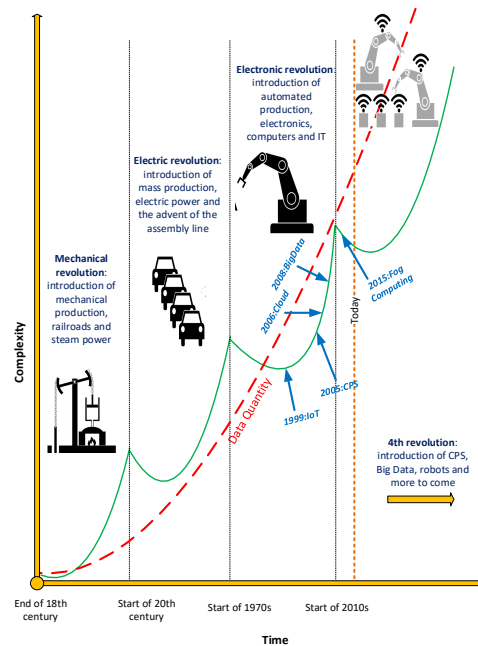 Electronic revolution:
introduction of
automated
production,
electronics,
computers and IT
Electric revolution:
introduction of
mass production,
electric power and
the advent of the
assembly line
Mechanical
revolution:
introduction of
mechanical
production,
railroads and
steam power
Complexity
2008:BigData
2006:Cloud
2015:Fog
Computing
Today
2005:CPS
1999:IoT
Data Quantity
4th revolution:
introduction of CPS,
Big Data, robots and
more to come
End of 18th
century
Start of 20th
century
Start of 1970s
Start of 2010s
Time